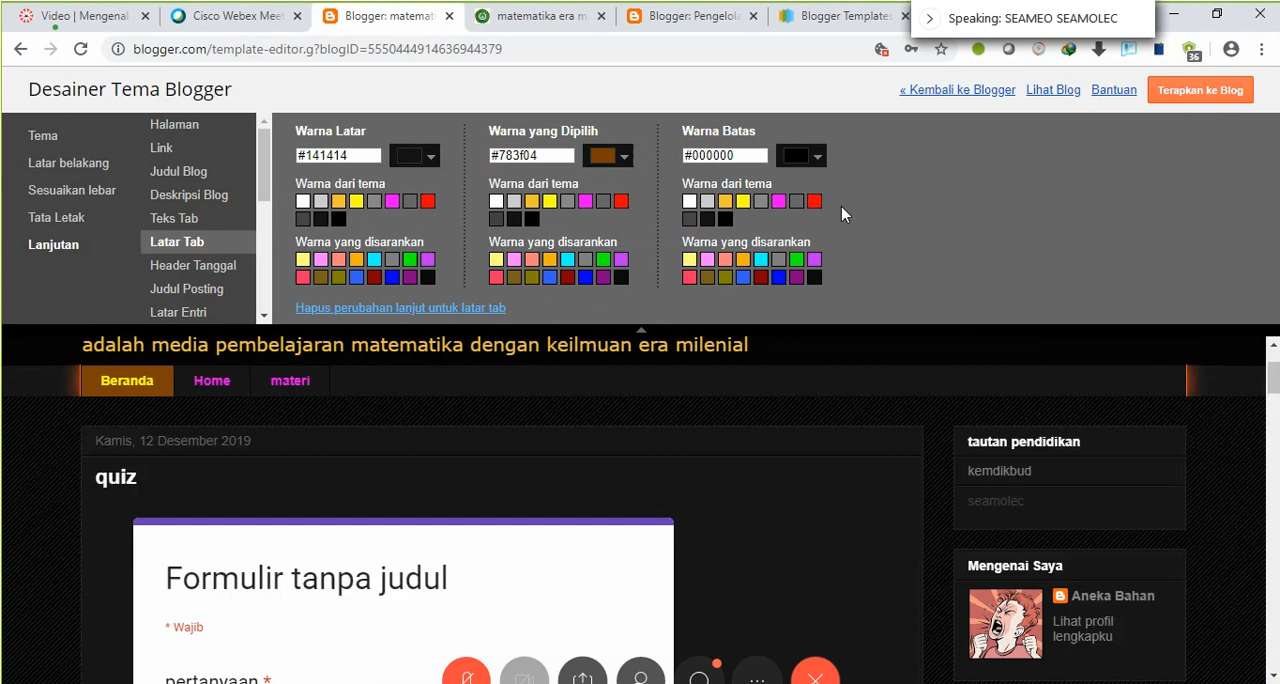 Video | Mengenal
Cisco Webex Meet
Blogger: matemat
matematika era m
Blogger: Pengelola
Blogger Templates
Speaking: SEAMEO SEAMOLEC
blogger.com/template-editor.g?blogID=5550444914636944379
36
Desainer Tema Blogger
« Kembali ke Blogger
Lihat Blog
Bantuan
Terapkan ke Blog
Tema
Latar belakang
Sesuaikan lebar
Tata Letak
Lanjutan
Halaman
Link
Judul Blog
Deskripsi Blog
Teks Tab
Latar Tab
Header Tanggal
Judul Posting
Latar Entri
Warna Latar
#141414
Warna dari tema
Warna yang disarankan
Warna yang Dipilih
#783f04
Warna dari tema
Warna yang disarankan
Warna Batas
#000000
Warna dari tema
Warna yang disarankan
Hapus perubahan lanjut untuk latar tab
adalah media pembelajaran matematika dengan keilmuan era milenial
Beranda
Home
materi
Kamis, 12 Desember 2019
quiz
Formulir tanpa judul
* Wajib
pertanyaan *
tautan pendidikan
kemdikbud
seamolec
Mengenai Saya
Aneka Bahan
Lihat profil
lengkapku